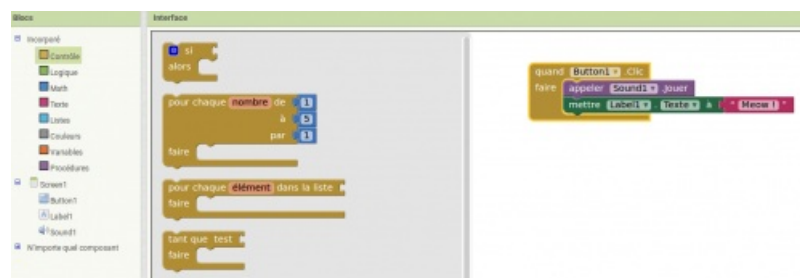 Blocs
Interface
Incorporé
Contrôle
Logique
Math
Texte
Listes
Couleurs
Variables
Procédures
Screen1
Button1
Label1
Sound1
N'importe quel composant
si
alors
pour chaque nombre de 1
à 5
par 1
faire
pour chaque élément dans la liste
faire
tant que test
faire
quand Button1 .Clic
faire appeler Sound1 .Jouer
mettre Label1 . Texte à " Meow ! "